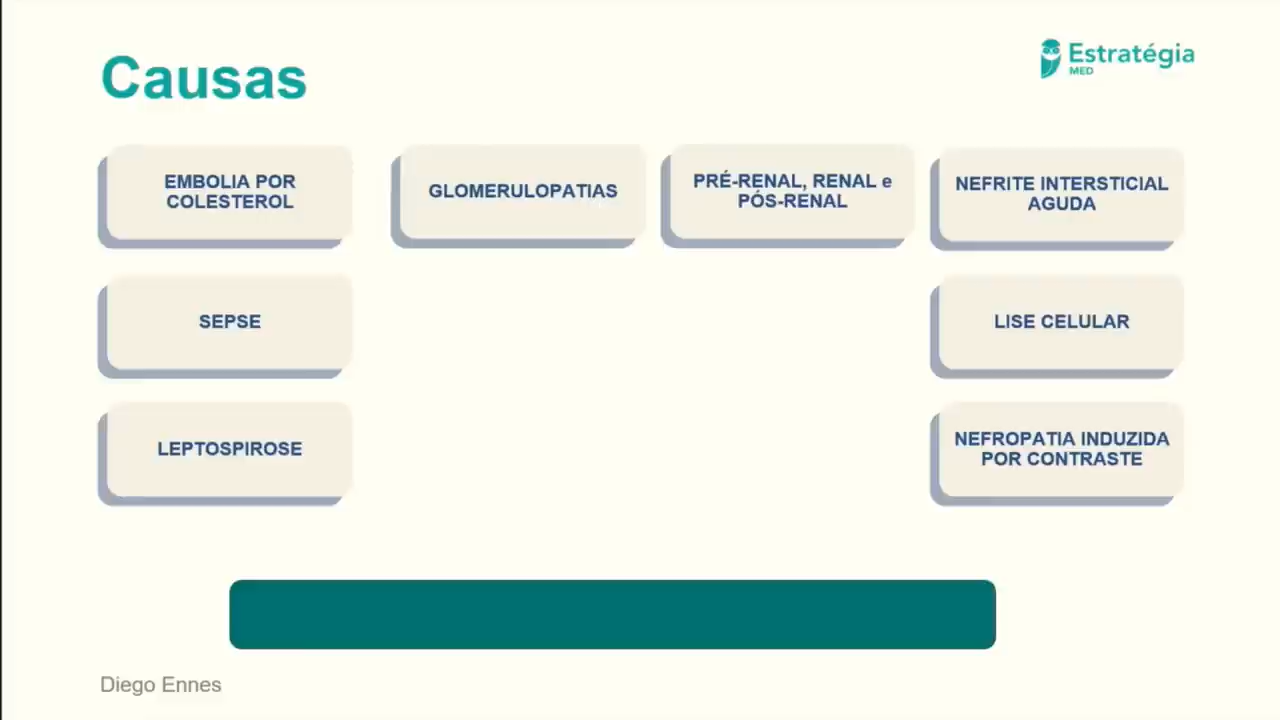 Causas
Estratégia
MED
EMBOLIA POR
COLESTEROL
GLOMERULOPATIAS
PRÉ-RENAL, RENAL e
PÓS-RENAL
NEFRITE INTERSTICIAL
AGUDA
SEPSE
LISE CELULAR
LEPTOSPIROSE
NEFROPATIA INDUZIDA
POR CONTRASTE
Diego Ennes